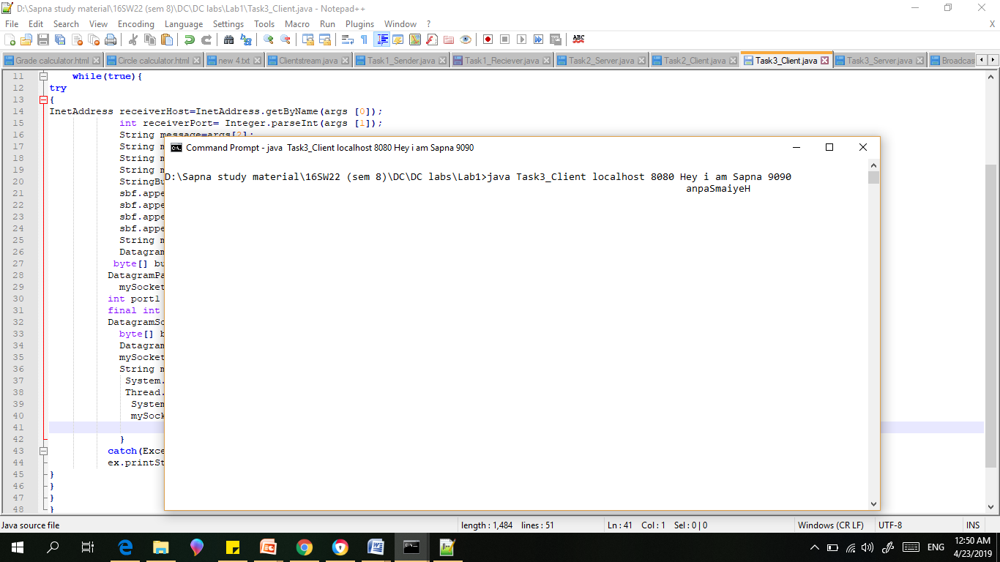 D:\Sapna study material\16SW22 (sem 8)\DC\DC labs\Lab1\Task3_Client.java - Notepad++
File Edit Search View Encoding Language Settings Tools Macro Run Plugins Window ? X
Grade calculator.html Circle calculator.html new 4.txt Clientstream.java Task1_Sender.java Task1_Reciever.java Task2_Server.java Task2_Client.java Task3_Client.java Task3_Server.java Broadcas
11 while(true){
12 try
13 {
14 InetAddress receiverHost=InetAddress.getByName(args [0]);
15 int receiverPort= Integer.parseInt(args [1]);
16 String message=args[2];
Command Prompt - java Task3_Client localhost 8080 Hey i am Sapna 9090
17 String m
18 String m
19 String m
D:\Sapna study material\16SW22 (sem 8)\DC\DC labs\Lab1>java Task3_Client localhost 8080 Hey i am Sapna 9090
20 StringBu
anpaSmaiyeH
21 sbf.appe
22 sbf.appe
23 sbf.appe
24 sbf.appe
25 String m
26 Datagram
27 byte[] bu
28 DatagramPa
29 mySocket
30 int port1
31 final int
32 DatagramSo
33 byte[] b
34 Datagram
35 mySocket
36 String m
37 System.
38 Thread.
39 System
40 mySock
41
42 }
43 catch(Exce
44 ex.printSt
45 }
46 }
47 }
48 }
Java source file length : 1,484 lines : 51 Ln : 41 Col : 1 Sel : 0 | 0 Windows (CR LF) UTF-8 INS
ENG 12:50 AM
4/23/2019